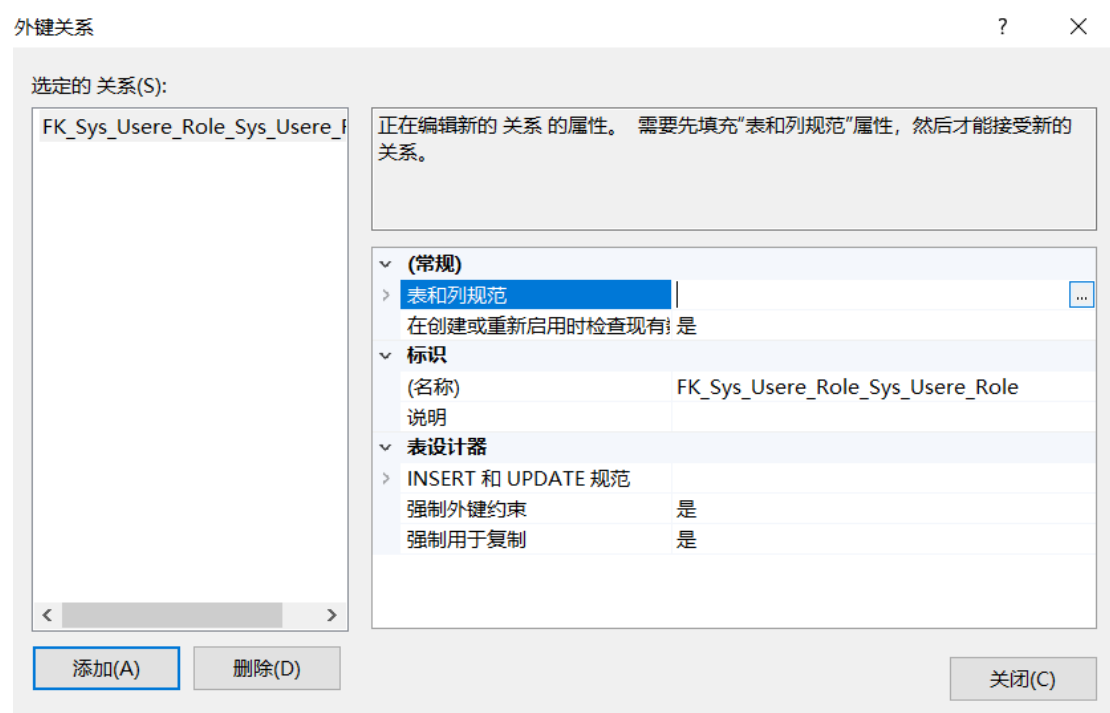 外键关系
选定的 关系(S):
FK_Sys_Usere_Role_Sys_Usere_
正在编辑新的 关系 的属性。 需要先填充"表和列规范"属性，然后才能接受新的
关系。
(常规)
表和列规范 ...
在创建或重新启用时检查现有 是
标识
(名称) FK_Sys_Usere_Role_Sys_Usere_Role
说明
表设计器
INSERT 和 UPDATE 规范
强制外键约束 是
强制用于复制 是
添加(A) 删除(D)
关闭(C)